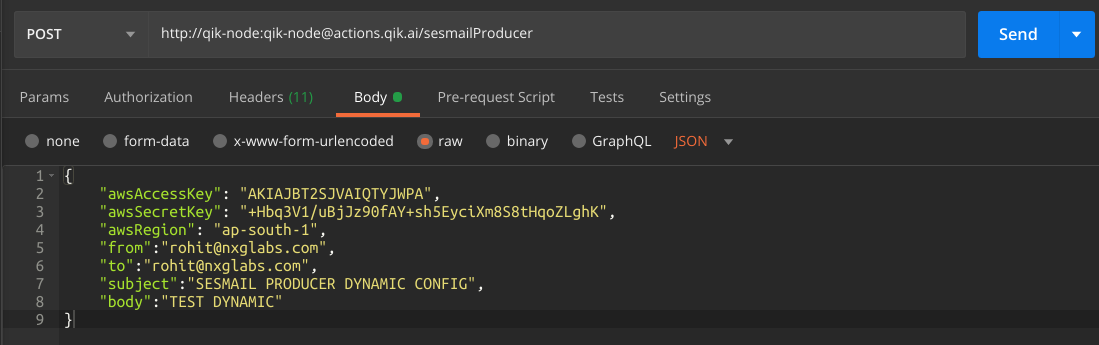 POST http://qik-node:qik-node@actions.qik.ai/sesmailProducer Send
Params Authorization Headers (11) Body Pre-request Script Tests Settings
none form-data x-www-form-urlencoded raw binary GraphQL JSON
1 {
2 "awsAccessKey": "AKIAJBT2SJVAIQTYJWPA",
3 "awsSecretKey": "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",
4 "awsRegion": "ap-south-1",
5 "from":"rohit@nxglabs.com",
6 "to":"rohit@nxglabs.com",
7 "subject":"SESMAIL PRODUCER DYNAMIC CONFIG",
8 "body":"TEST DYNAMIC"
9 }